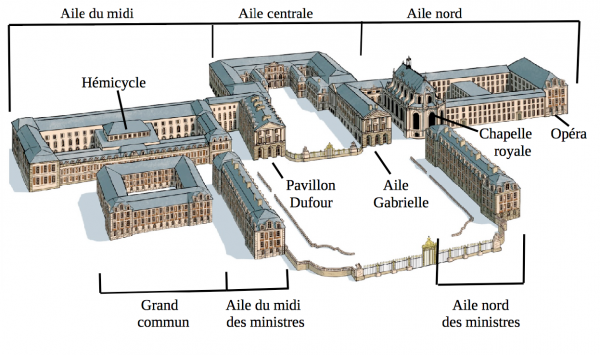 Aile du midi
Aile centrale
Aile nord
Hémicycle
Chapelle
royale
Opéra
Pavillon
Dufour
Aile
Gabrielle
Grand
commun
Aile du midi
des ministres
Aile nord
des ministres